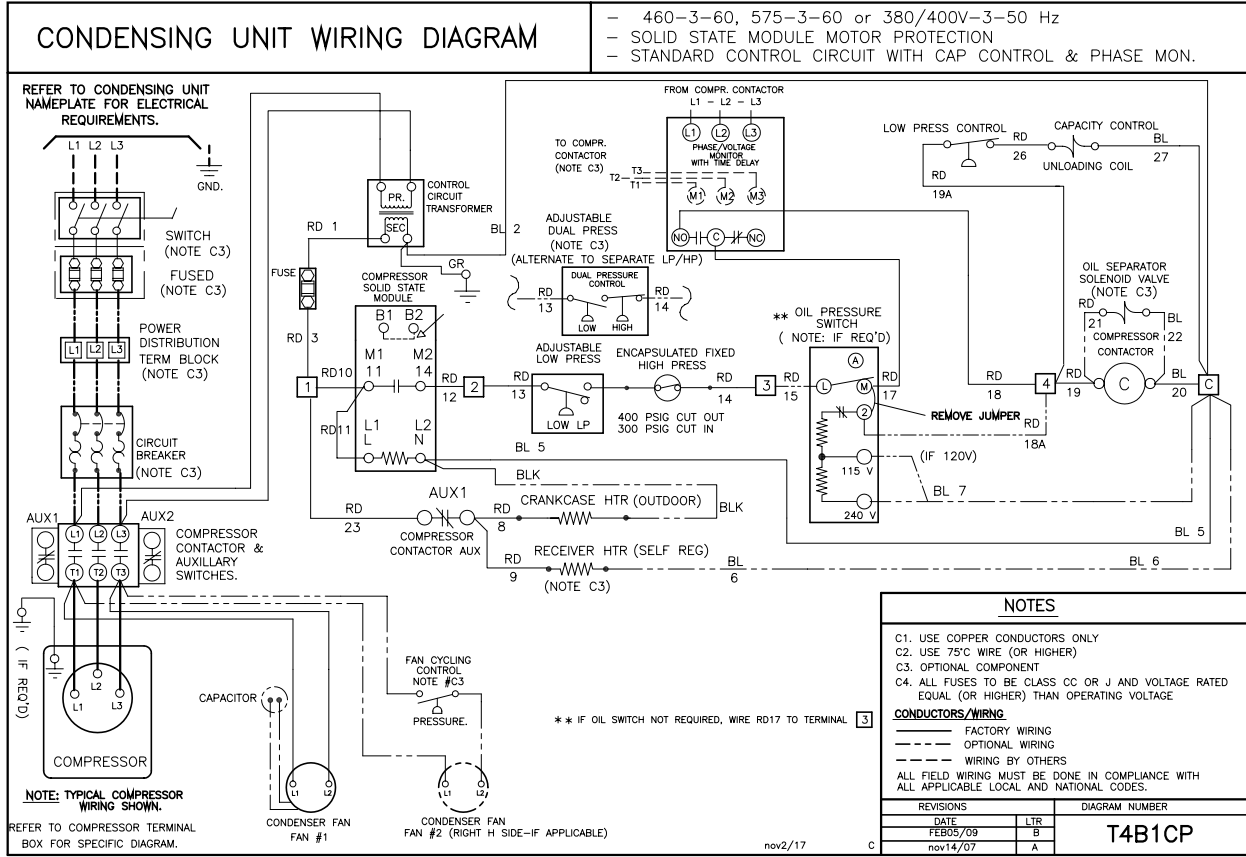 CONDENSING UNIT WIRING DIAGRAM
– 460-3-60, 575-3-60 or 380/400V-3-50 Hz
– SOLID STATE MODULE MOTOR PROTECTION
– STANDARD CONTROL CIRCUIT WITH CAP CONTROL & PHASE MON.
REFER TO CONDENSING UNIT
NAMEPLATE FOR ELECTRICAL
REQUIREMENTS.
L1 L2 L3
GND.
SWITCH
(NOTE C3)
FUSED
(NOTE C3)
POWER
DISTRIBUTION
TERM BLOCK
(NOTE C3)
L1 L2 L3
CIRCUIT
BREAKER
(NOTE C3)
AUX1
AUX2
L1 L2 L3
T1 T2 T3
COMPRESSOR
CONTACTOR &
AUXILLARY
SWITCHES.
( IF REQ'D)
L2
L1
L3
COMPRESSOR
NOTE: TYPICAL COMPRESSOR
WIRING SHOWN.
REFER TO COMPRESSOR TERMINAL
BOX FOR SPECIFIC DIAGRAM.
PR.
SEC
CONTROL
CIRCUIT
TRANSFORMER
RD 1
BL 2
GR
FUSE
RD 3
COMPRESSOR
SOLID STATE
MODULE
B1 B2
M1 M2
11 14
L1 L2
L N
1
RD10
RD11
RD
12
2
RD
13
ADJUSTABLE
DUAL PRESS
(NOTE C3)
(ALTERNATE TO SEPARATE LP/HP)
DUAL PRESSURE
CONTROL
LOW HIGH
RD
13
RD
14
ADJUSTABLE
LOW PRESS
LOW LP
ENCAPSULATED FIXED
HIGH PRESS
400 PSIG CUT OUT
300 PSIG CUT IN
RD
14
3
RD
15
BL 5
BLK
BLK
AUX1
RD
23
COMPRESSOR
CONTACTOR AUX
RD
8
CRANKCASE HTR (OUTDOOR)
RD
9
RECEIVER HTR (SELF REG)
(NOTE C3)
BL
6
FROM COMPR. CONTACTOR
L1 – L2 – L3
L1 L2 L3
PHASE/VOLTAGE
MONITOR
WITH TIME DELAY
TO COMPR.
CONTACTOR
(NOTE C3)
T3
T2
T1
M1 M2 M3
NO C NC
** OIL PRESSURE
SWITCH
( NOTE: IF REQ'D)
A
L M
2
115 V
240 V
RD
17
REMOVE JUMPER
(IF 120V)
BL 7
RD
18
RD
18A
4
RD
19
C
BL
20
C
LOW PRESS CONTROL
RD
19A
RD
26
CAPACITY CONTROL
UNLOADING COIL
BL
27
OIL SEPARATOR
SOLENOID VALVE
(NOTE C3)
RD
21
BL
22
COMPRESSOR
CONTACTOR
BL 5
BL 6
CAPACITOR
L1 L2
CONDENSER FAN
FAN #1
FAN CYCLING
CONTROL
NOTE #C3
PRESSURE.
L1 L2
CONDENSER FAN
FAN #2 (RIGHT H SIDE-IF APPLICABLE)
** IF OIL SWITCH NOT REQUIRED, WIRE RD17 TO TERMINAL 3
nov2/17 C
NOTES
C1. USE COPPER CONDUCTORS ONLY
C2. USE 75°C WIRE (OR HIGHER)
C3. OPTIONAL COMPONENT
C4. ALL FUSES TO BE CLASS CC OR J AND VOLTAGE RATED
EQUAL (OR HIGHER) THAN OPERATING VOLTAGE
CONDUCTORS/WIRNG
FACTORY WIRING
OPTIONAL WIRING
WIRING BY OTHERS
ALL FIELD WIRING MUST BE DONE IN COMPLIANCE WITH
ALL APPLICABLE LOCAL AND NATIONAL CODES.
REVISIONS
DIAGRAM NUMBER
DATE LTR
FEB05/09 B
nov14/07 A
T4B1CP